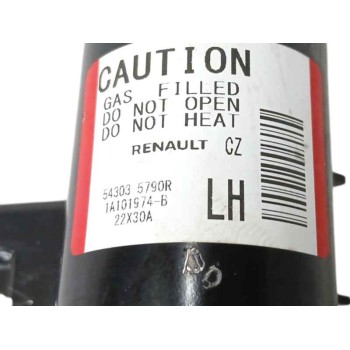 CAUTION
GAS FILLED
DO NOT OPEN
DO NOT HEAT
RENAULT CZ
54303 5790R
1A101974-B
22X30A
LH